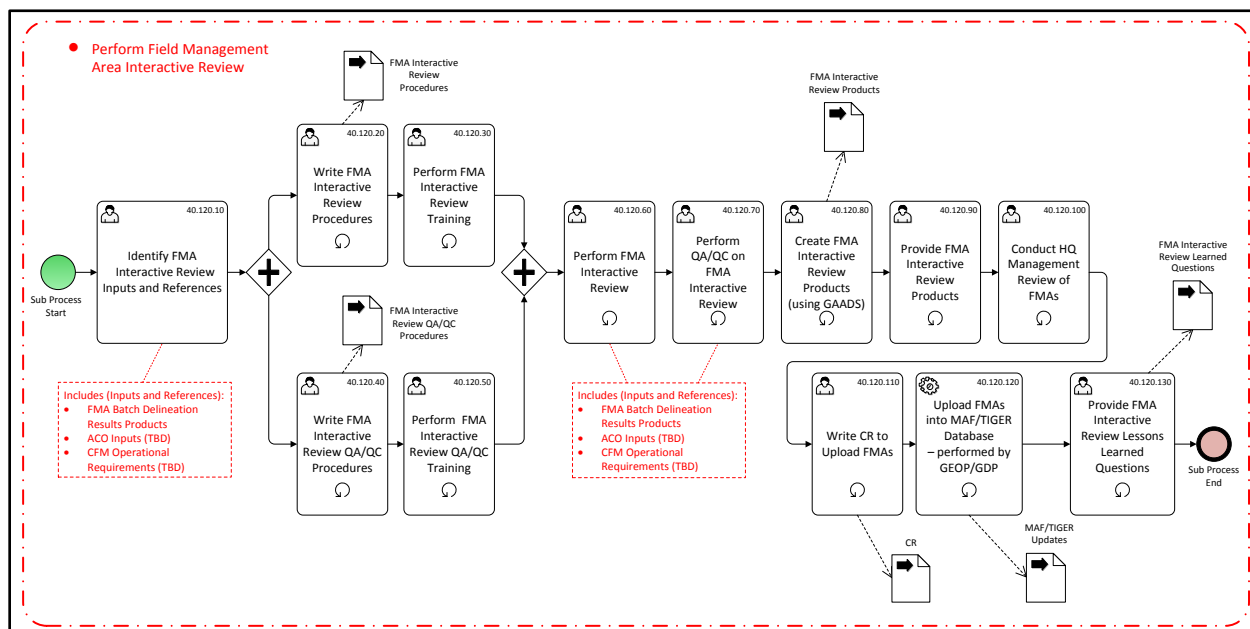 Perform Field Management
Area Interactive Review
FMA Interactive
Review
Procedures
FMA Interactive
Review Products
40.120.20
Write FMA
Interactive
Review
Procedures
40.120.30
Perform FMA
Interactive
Review
Training
40.120.10
Identify FMA
Interactive Review
Inputs and References
Sub Process
Start
40.120.60
Perform FMA
Interactive
Review
40.120.70
Perform
QA/QC on
FMA
Interactive
Review
40.120.80
Create FMA
Interactive
Review
Products
(using GAADS)
40.120.90
Provide FMA
Interactive
Review
Products
40.120.100
Conduct HQ
Management
Review of
FMAs
FMA Interactive
Review Learned
Questions
FMA Interactive
Review QA/QC
Procedures
Includes (Inputs and References):
• FMA Batch Delineation
Results Products
• ACO Inputs (TBD)
• CFM Operational
Requirements (TBD)
40.120.40
Write FMA
Interactive
Review QA/QC
Procedures
40.120.50
Perform FMA
Interactive
Review QA/QC
Training
Includes (Inputs and References):
• FMA Batch Delineation
Results Products
• ACO Inputs (TBD)
• CFM Operational
Requirements (TBD)
40.120.110
Write CR to
Upload FMAs
40.120.120
Upload FMAs
into MAF/TIGER
Database
– performed by
GEOP/GDP
40.120.130
Provide FMA
Interactive
Review Lessons
Learned
Questions
Sub Process
End
CR
MAF/TIGER
Updates